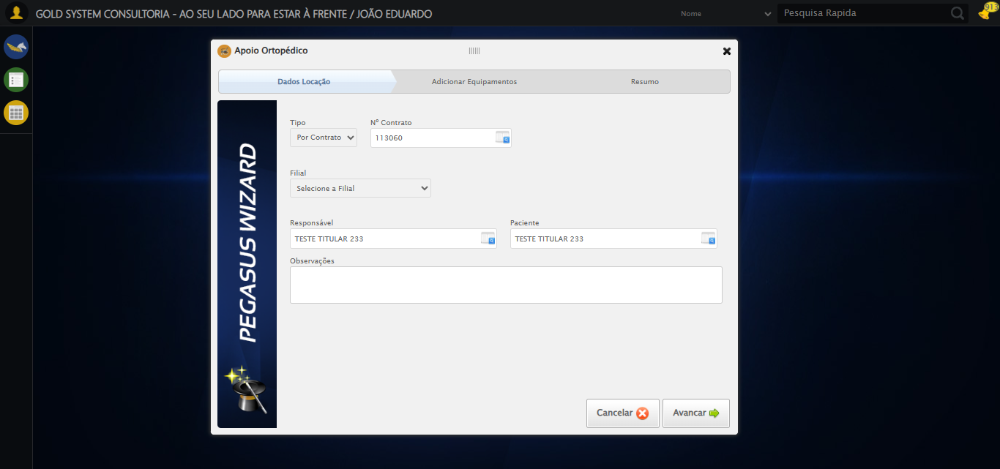 GOLD SYSTEM CONSULTORIA - AO SEU LADO PARA ESTAR À FRENTE / JOÃO EDUARDO
Nome
Pesquisa Rapida
913
Apoio Ortopédico
Dados Locação
Adicionar Equipamentos
Resumo
PEGASUS WIZARD
Tipo
Nº Contrato
Por Contrato
113060
Filial
Selecione a Filial
Responsável
Paciente
TESTE TITULAR 233
TESTE TITULAR 233
Observações
Cancelar
Avancar